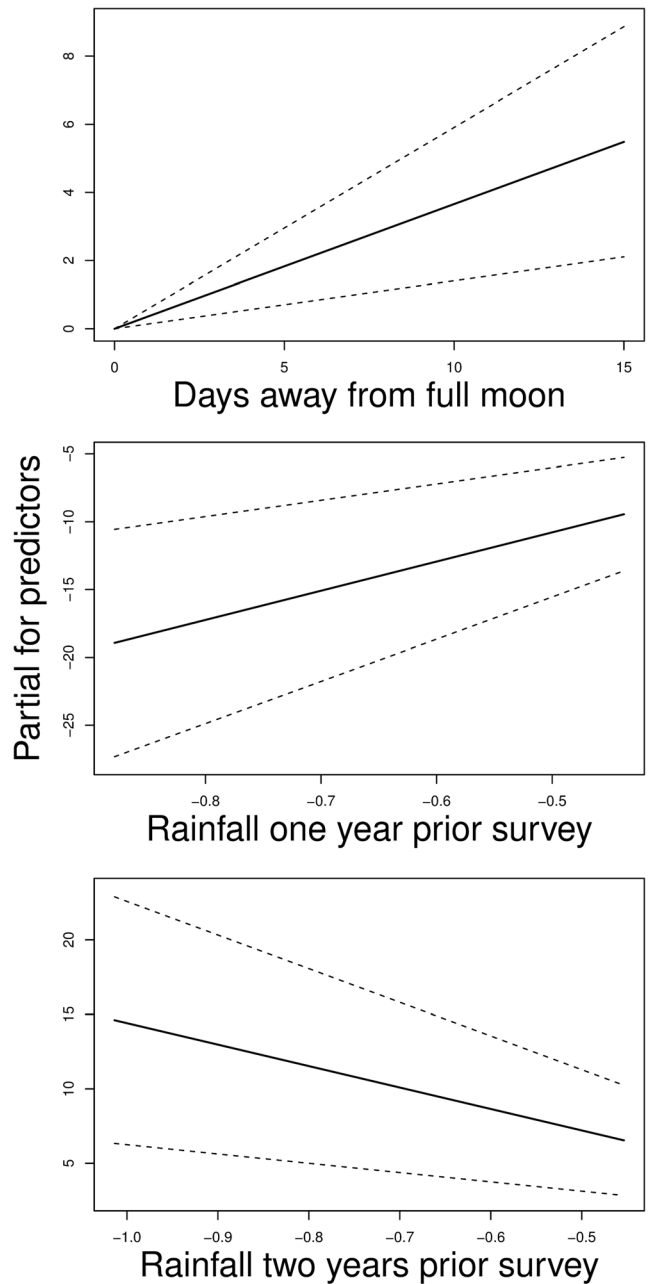 8
6
4
2
0
0 5 10 15
Days away from full moon
Partial for predictors
−5
−10
−15
−20
−25
−0.8 −0.7 −0.6 −0.5
Rainfall one year prior survey
20
15
10
5
−1.0 −0.9 −0.8 −0.7 −0.6 −0.5
Rainfall two years prior survey